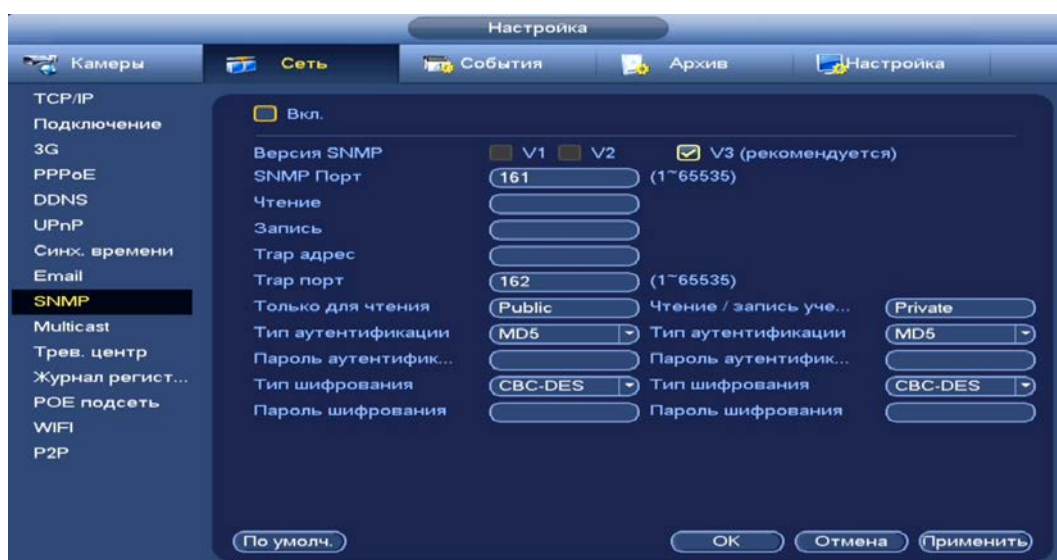 Настройка
Камеры Сеть События Архив Настройка
TCP/IP
Подключение
3G
PPPoE
DDNS
UPnP
Синх. времени
Email
SNMP
Multicast
Трев. центр
Журнал регист...
POE подсеть
WIFI
P2P
Вкл.
Версия SNMP V1 V2 V3 (рекомендуется)
SNMP Порт 161 (1~65535)
Чтение
Запись
Trap адрес
Trap порт 162 (1~65535)
Только для чтения Public Чтение / запись уче... Private
Тип аутентификации MD5 Тип аутентификации MD5
Пароль аутентифик... Пароль аутентифик...
Тип шифрования CBC-DES Тип шифрования CBC-DES
Пароль шифрования Пароль шифрования
По умолч. OK Отмена Применить